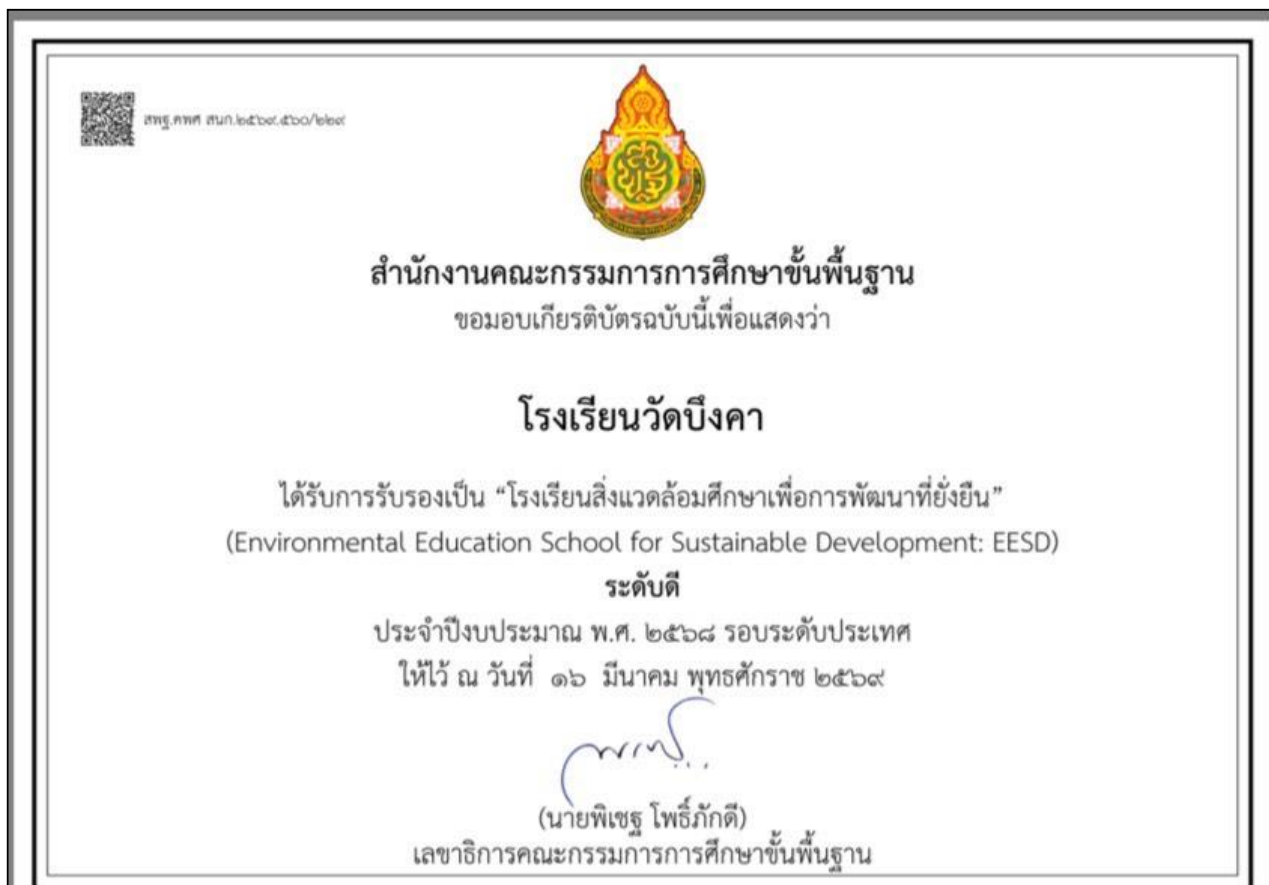 สพฐ.คพศ สนก.๒๕๖๙.๕๖๐/๒๒๙
สำนักงานคณะกรรมการการศึกษาขั้นพื้นฐาน
ขอมอบเกียรติบัตรฉบับนี้เพื่อแสดงว่า
โรงเรียนวัดบึงคา
ได้รับการรับรองเป็น “โรงเรียนสิ่งแวดล้อมศึกษาเพื่อการพัฒนาที่ยั่งยืน”
(Environmental Education School for Sustainable Development: EESD)
ระดับดี
ประจำปีงบประมาณ พ.ศ. ๒๕๖๘ รอบระดับประเทศ
ให้ไว้ ณ วันที่ ๑๖ มีนาคม พุทธศักราช ๒๕๖๙
(นายพิเชฐ โพธิ์ภักดี)
เลขาธิการคณะกรรมการการศึกษาขั้นพื้นฐาน